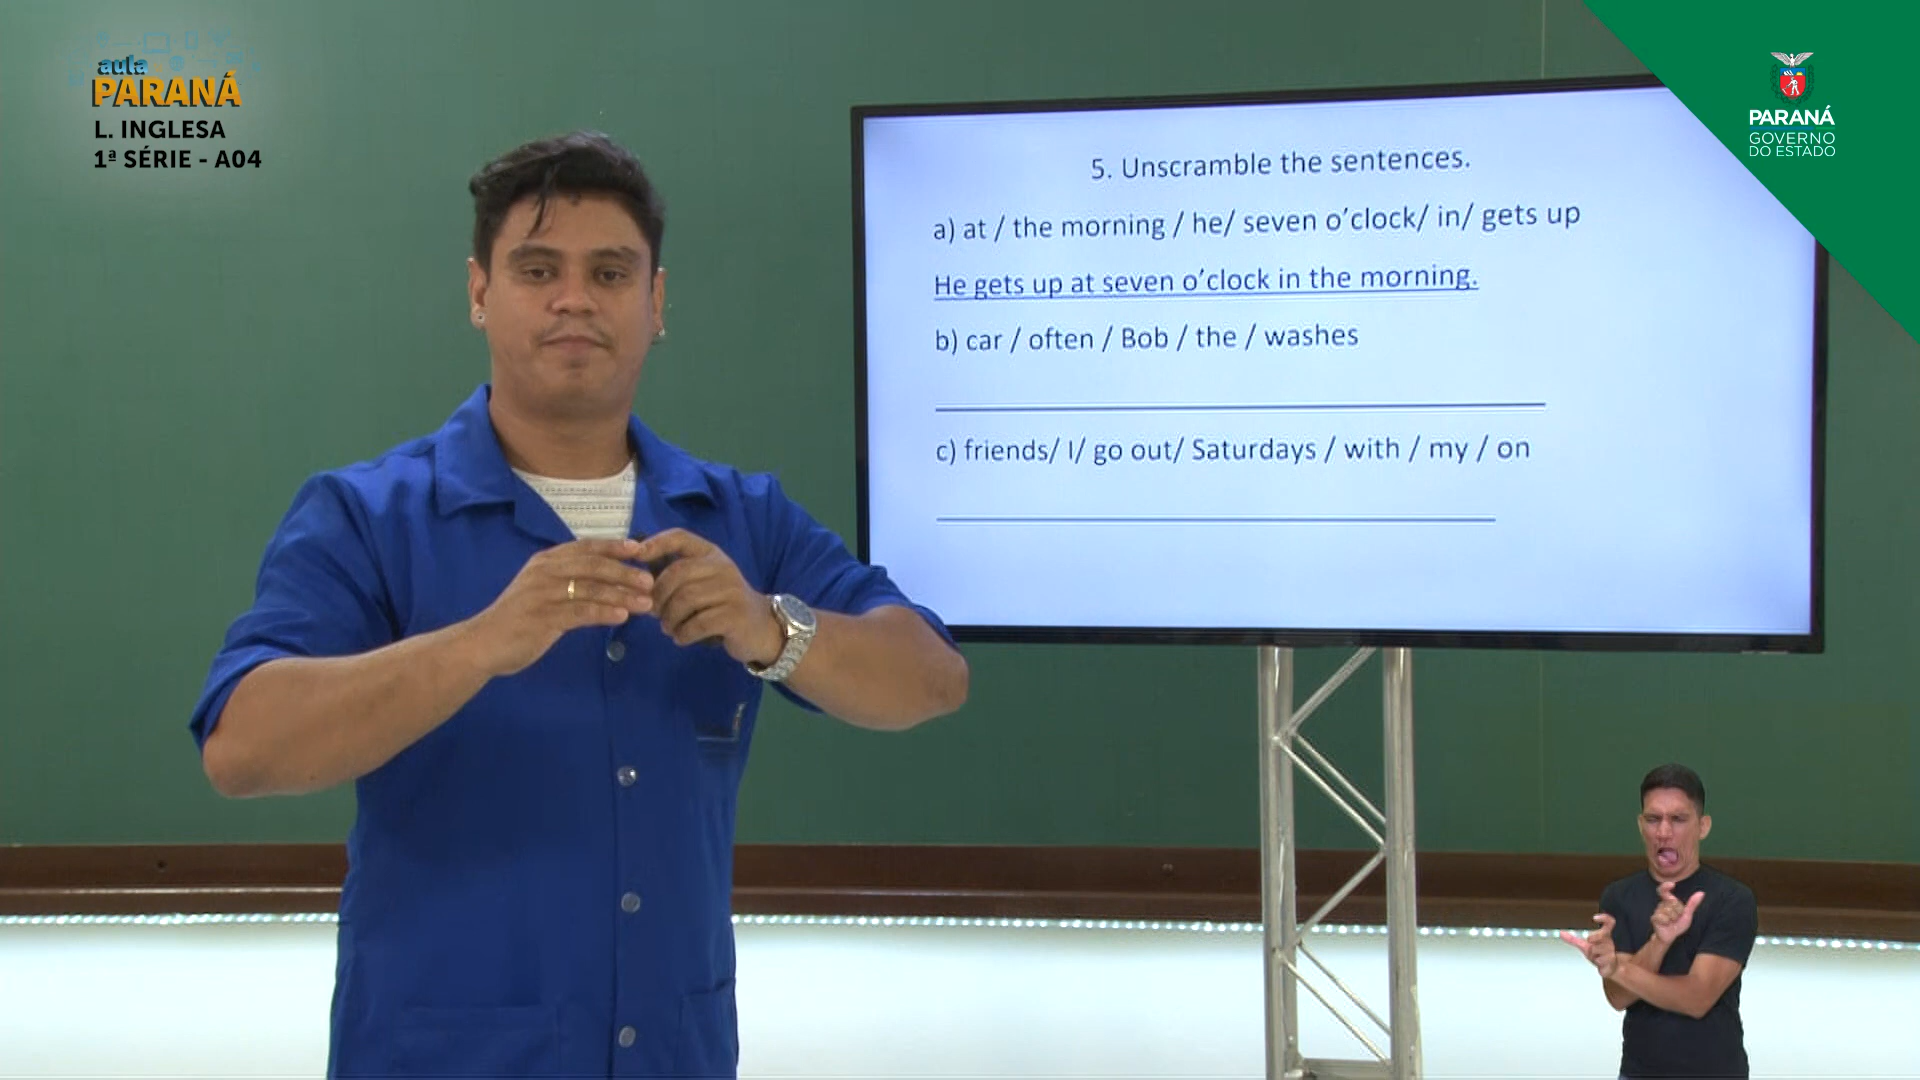 aula
PARANÁ
L. INGLESA
1ª SÉRIE - A04
5. Unscramble the sentences.
a) at / the morning / he/ seven o’clock/ in/ gets up
He gets up at seven o’clock in the morning.
b) car / often / Bob / the / washes
c) friends/ I/ go out/ Saturdays / with / my / on
PARANÁ
GOVERNO
DO ESTADO